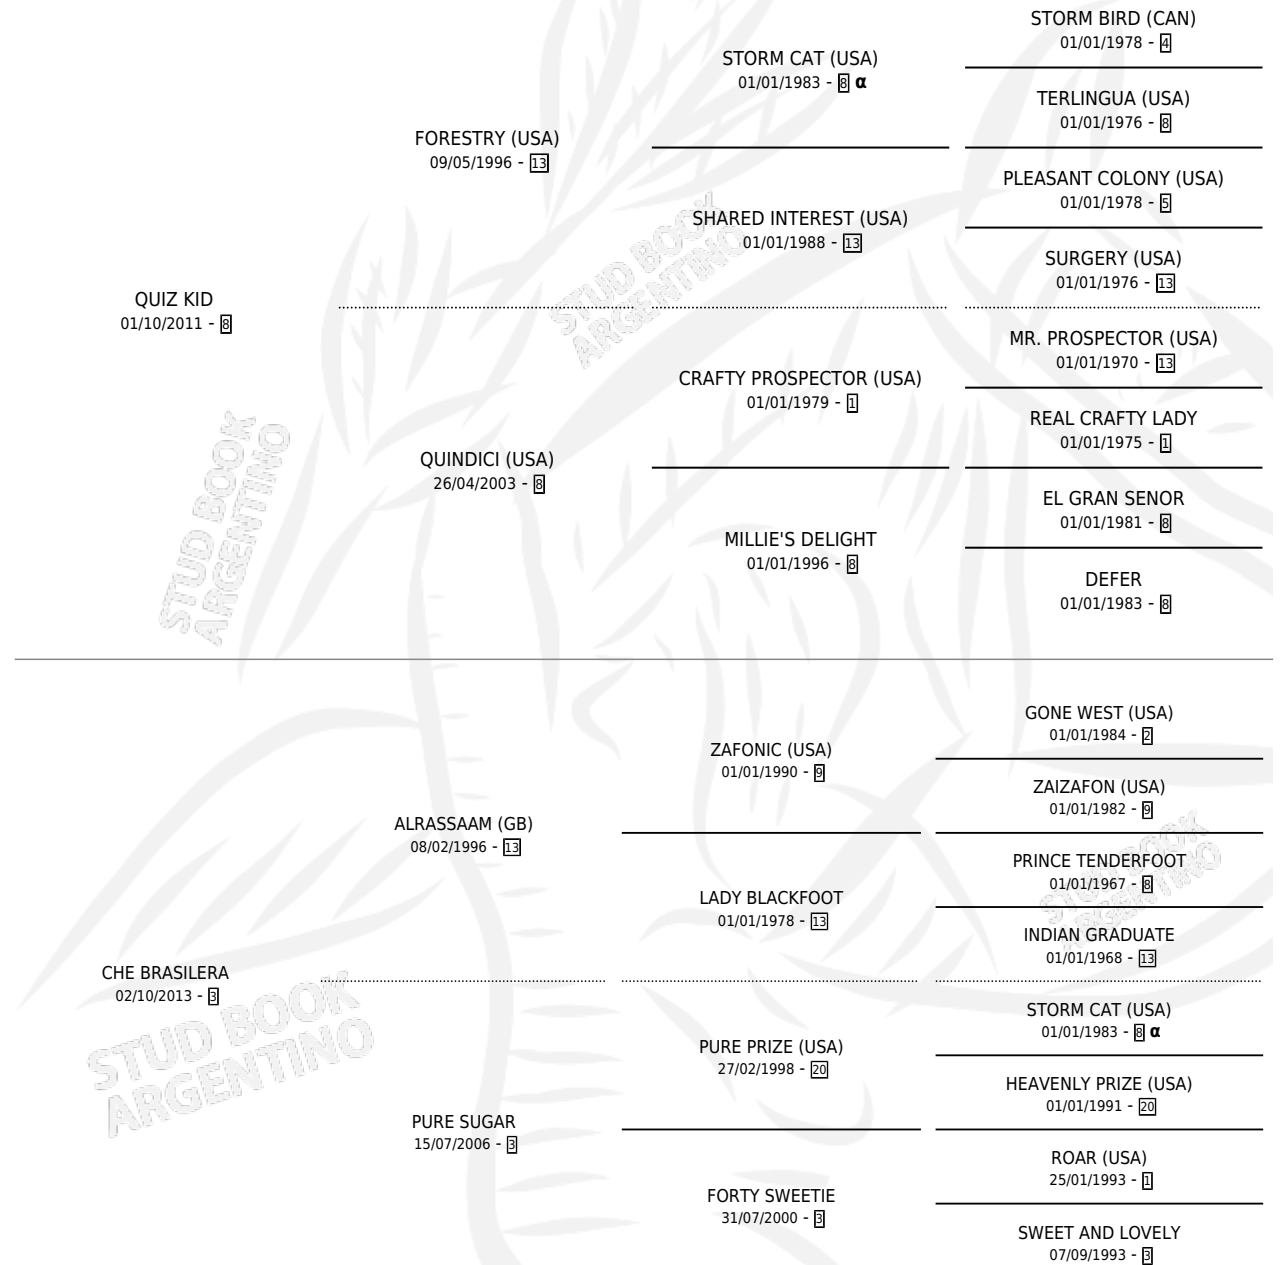 STORM BIRD (CAN)
01/01/1978 - 4
STORM CAT (USA)
01/01/1983 - 8 α
TERLINGUA (USA)
01/01/1976 - 8
FORESTRY (USA)
09/05/1996 - 13
PLEASANT COLONY (USA)
01/01/1978 - 5
SHARED INTEREST (USA)
01/01/1988 - 13
SURGERY (USA)
01/01/1976 - 13
QUIZ KID
01/10/2011 - 8
MR. PROSPECTOR (USA)
01/01/1970 - 13
CRAFTY PROSPECTOR (USA)
01/01/1979 - 1
REAL CRAFTY LADY
01/01/1975 - 1
QUINDICI (USA)
26/04/2003 - 8
EL GRAN SENOR
01/01/1981 - 8
MILLIE'S DELIGHT
01/01/1996 - 8
DEFER
01/01/1983 - 8
GONE WEST (USA)
01/01/1984 - 2
ZAFONIC (USA)
01/01/1990 - 9
ZAIZAFON (USA)
01/01/1982 - 9
ALRASSAAM (GB)
08/02/1996 - 13
PRINCE TENDERFOOT
01/01/1967 - 8
LADY BLACKFOOT
01/01/1978 - 13
INDIAN GRADUATE
01/01/1968 - 13
CHE BRASILERA
02/10/2013 - 3
STORM CAT (USA)
01/01/1983 - 8 α
PURE PRIZE (USA)
27/02/1998 - 20
HEAVENLY PRIZE (USA)
01/01/1991 - 20
PURE SUGAR
15/07/2006 - 3
ROAR (USA)
25/01/1993 - 1
FORTY SWEETIE
31/07/2000 - 3
SWEET AND LOVELY
07/09/1993 - 3
STUD BOOK
ARGENTINO
STUD BOOK
ARGENTINO
STUD BOOK
ARGENTINO
STUD BOOK
ARGENTINO